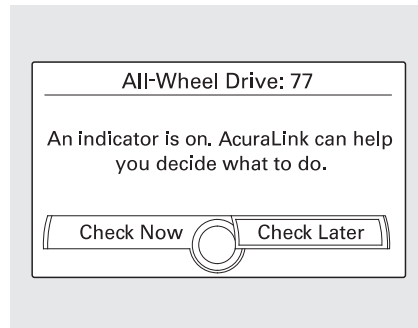 All-Wheel Drive: 77
An indicator is on. AcuraLink can help
you decide what to do.
Check Now
Check Later